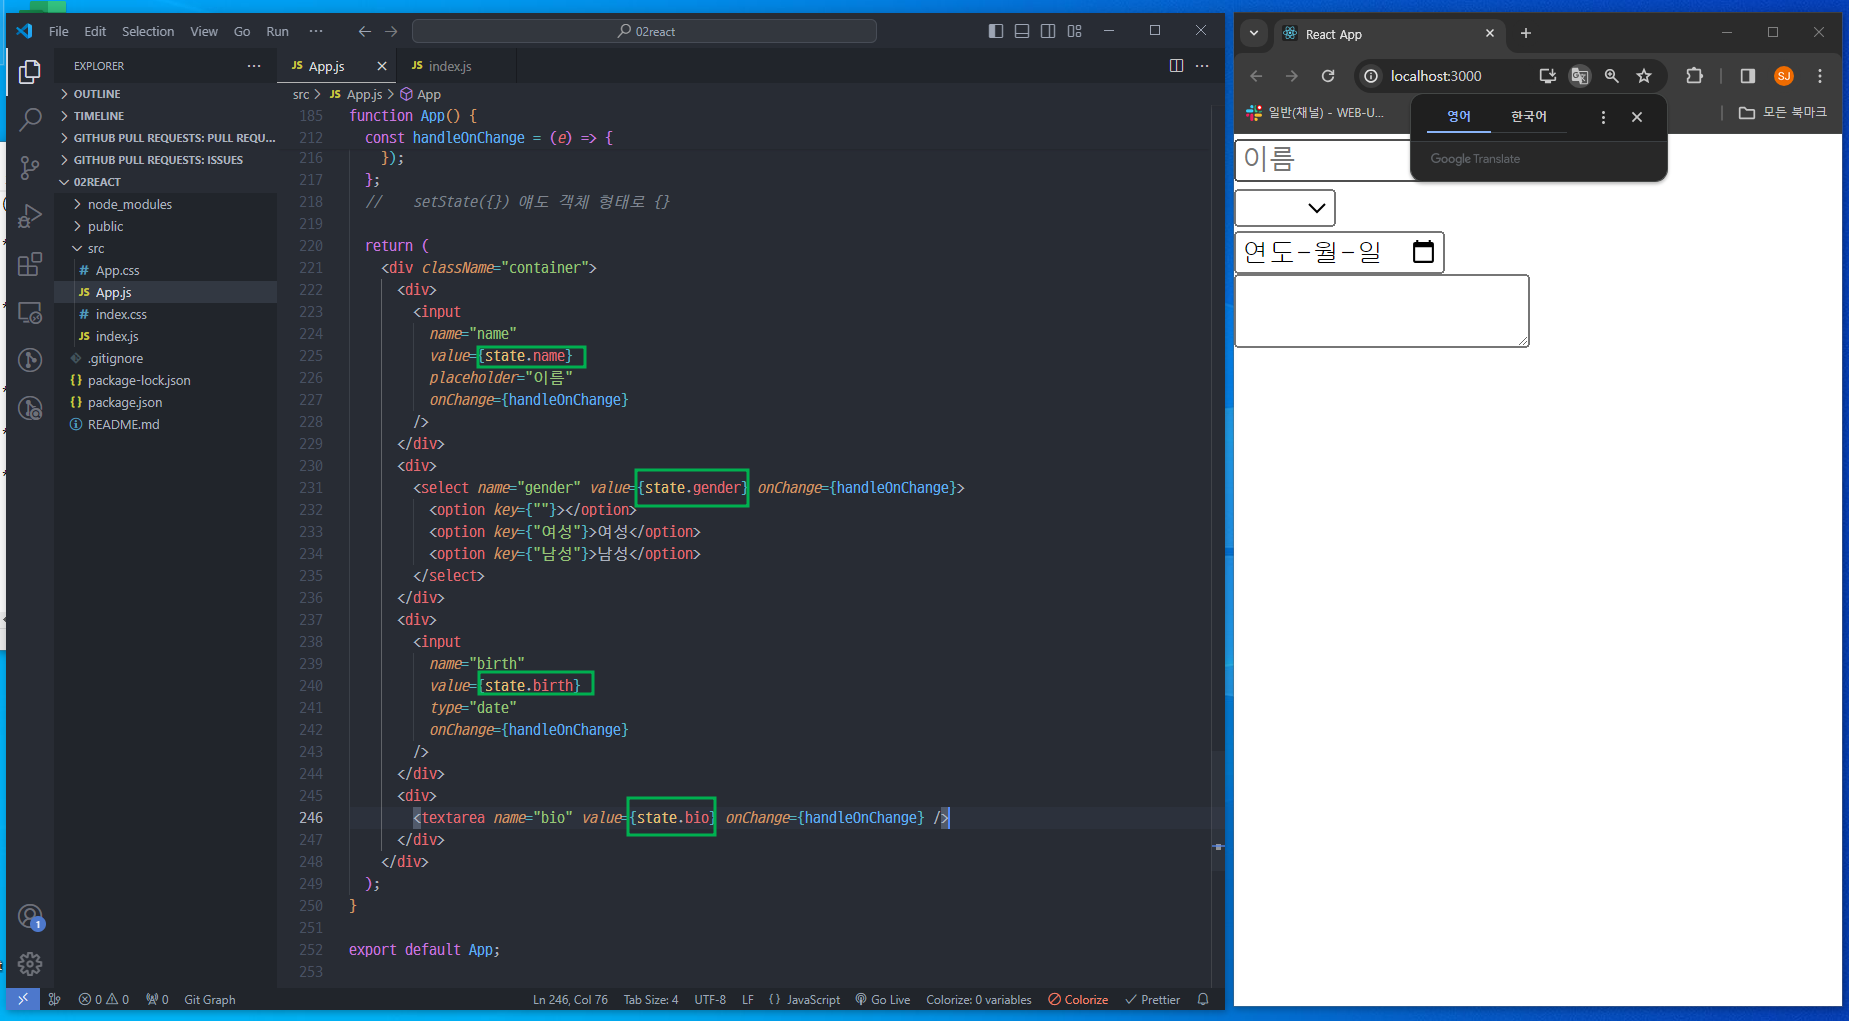 File Edit Selection View Go Run ··· 02react
EXPLORER ···
OUTLINE
TIMELINE
GITHUB PULL REQUESTS: PULL REQU...
GITHUB PULL REQUESTS: ISSUES
02REACT
node_modules
public
src
# App.css
JS App.js
# index.css
JS index.js
.gitignore
{} package-lock.json
{} package.json
README.md
JS App.js JS index.js ···
src > JS App.js > App
185 function App() {
212 const handleOnChange = (e) => {
216 });
217 };
218 // setState({}) 얘도 객체 형태로 {}
219
220 return (
221 <div className="container">
222 <div>
223 <input
224 name="name"
225 value={state.name}
226 placeholder="이름"
227 onChange={handleOnChange}
228 />
229 </div>
230 <div>
231 <select name="gender" value={state.gender} onChange={handleOnChange}>
232 <option key={""}></option>
233 <option key={"여성"}>여성</option>
234 <option key={"남성"}>남성</option>
235 </select>
236 </div>
237 <div>
238 <input
239 name="birth"
240 value={state.birth}
241 type="date"
242 onChange={handleOnChange}
243 />
244 </div>
245 <div>
246 <textarea name="bio" value={state.bio} onChange={handleOnChange} />
247 </div>
248 </div>
249 );
250 }
251
252 export default App;
253
1
0 0 0 Git Graph Ln 246, Col 76 Tab Size: 4 UTF-8 LF {} JavaScript Go Live Colorize: 0 variables Colorize Prettier
React App
localhost:3000 SJ
일반(채널) - WEB-U... 모든 북마크
영어 한국어
Google Translate
이름
연도-월-일